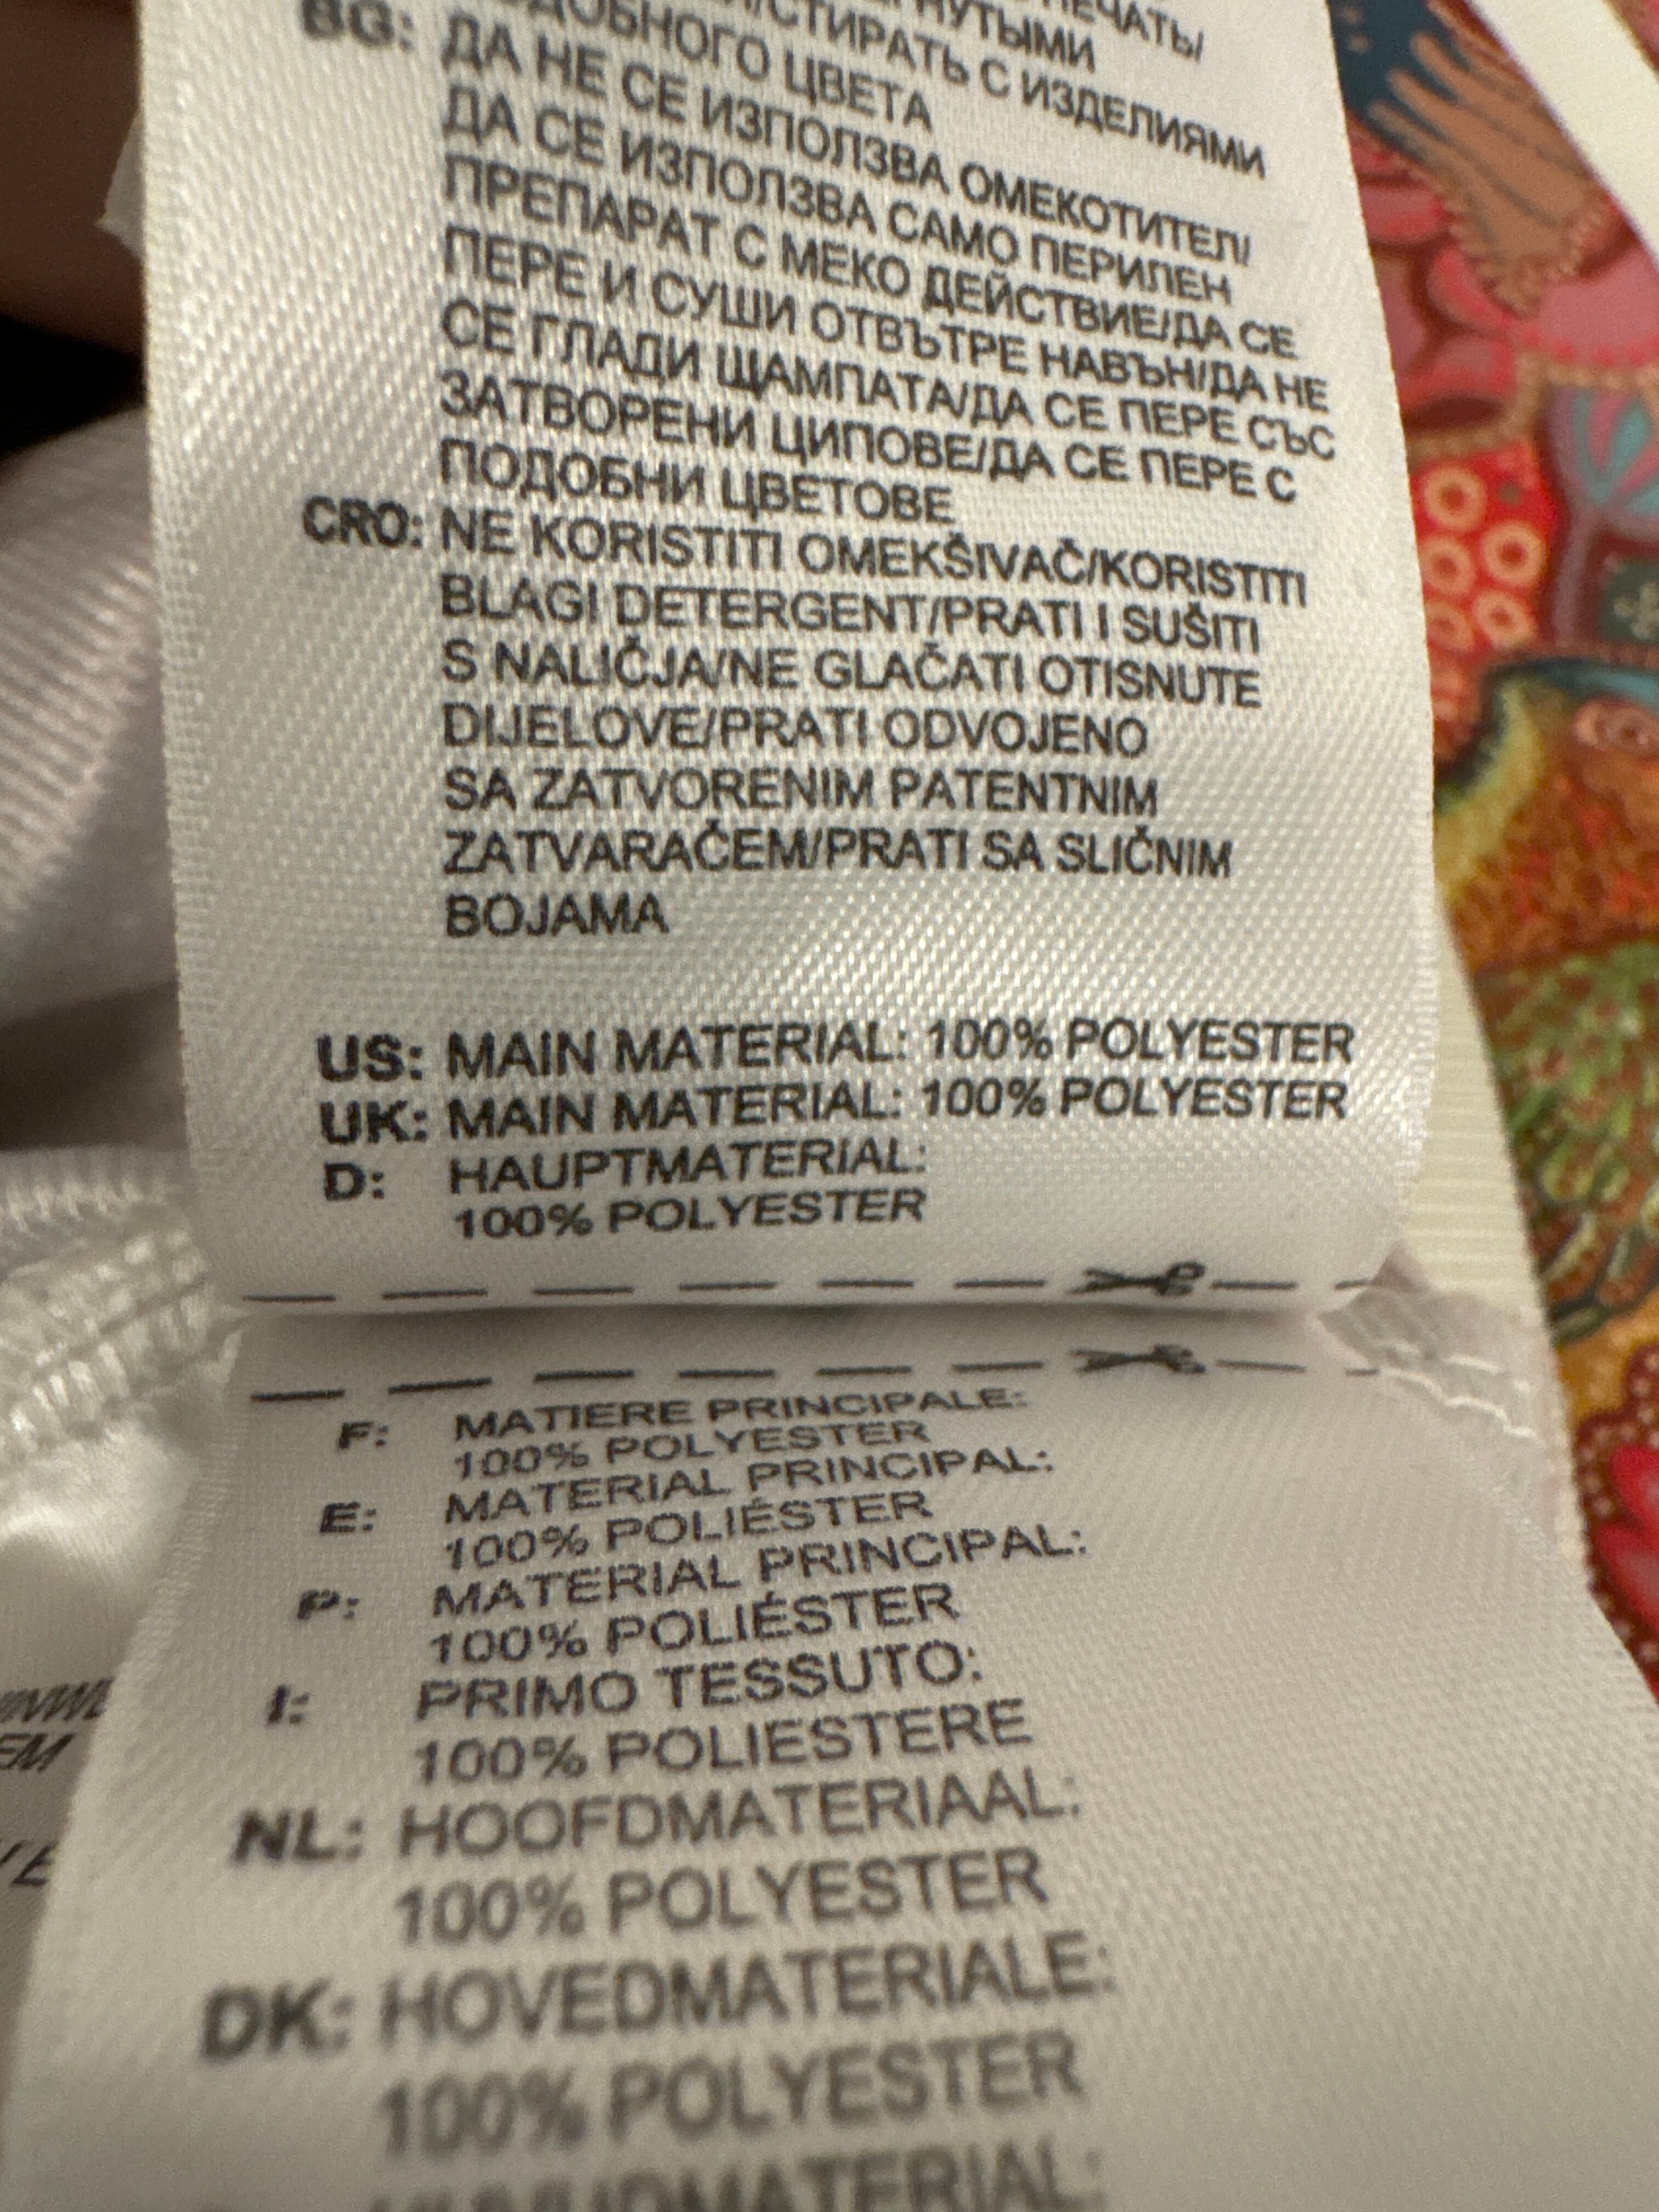 ПЕЧАТЬ/
СТИРАТЬ С ИЗДЕЛИЯМИ
ЦВЕТА
BG: ДА НЕ СЕ ИЗПОЛЗВА ОМЕКОТИТЕЛ/
ДА СЕ ИЗПОЛЗВА САМО ПЕРИЛЕН
ПРЕПАРАТ С МЕКО ДЕЙСТВИЕ/ДА СЕ
ПЕРЕ И СУШИ ОТВЪТРЕ НАВЪН/ДА НЕ
СЕ ГЛАДИ ЩАМПАТА/ДА СЕ ПЕРЕ СЪС
ЗАТВОРЕНИ ЦИПОВЕ/ДА СЕ ПЕРЕ С
ПОДОБНИ ЦВЕТОВЕ
CRO: NE KORISTITI OMEKŠIVAČ/KORISTITI
BLAGI DETERGENT/PRATI I SUŠITI
S NALIČJA/NE GLAČATI OTISNUTE
DIJELOVE/PRATI ODVOJENO
SA ZATVORENIM PATENTNIM
ZATVARAČEM/PRATI SA SLIČNIM
BOJAMA
US: MAIN MATERIAL: 100% POLYESTER
UK: MAIN MATERIAL: 100% POLYESTER
D: HAUPTMATERIAL:
100% POLYESTER
F: MATIERE PRINCIPALE:
100% POLYESTER
E: MATERIAL PRINCIPAL:
100% POLIÉSTER
P: MATERIAL PRINCIPAL:
100% POLIÉSTER
I: PRIMO TESSUTO:
100% POLIESTERE
NL: HOOFDMATERIAAL:
100% POLYESTER
DK: HOVEDMATERIALE:
100% POLYESTER